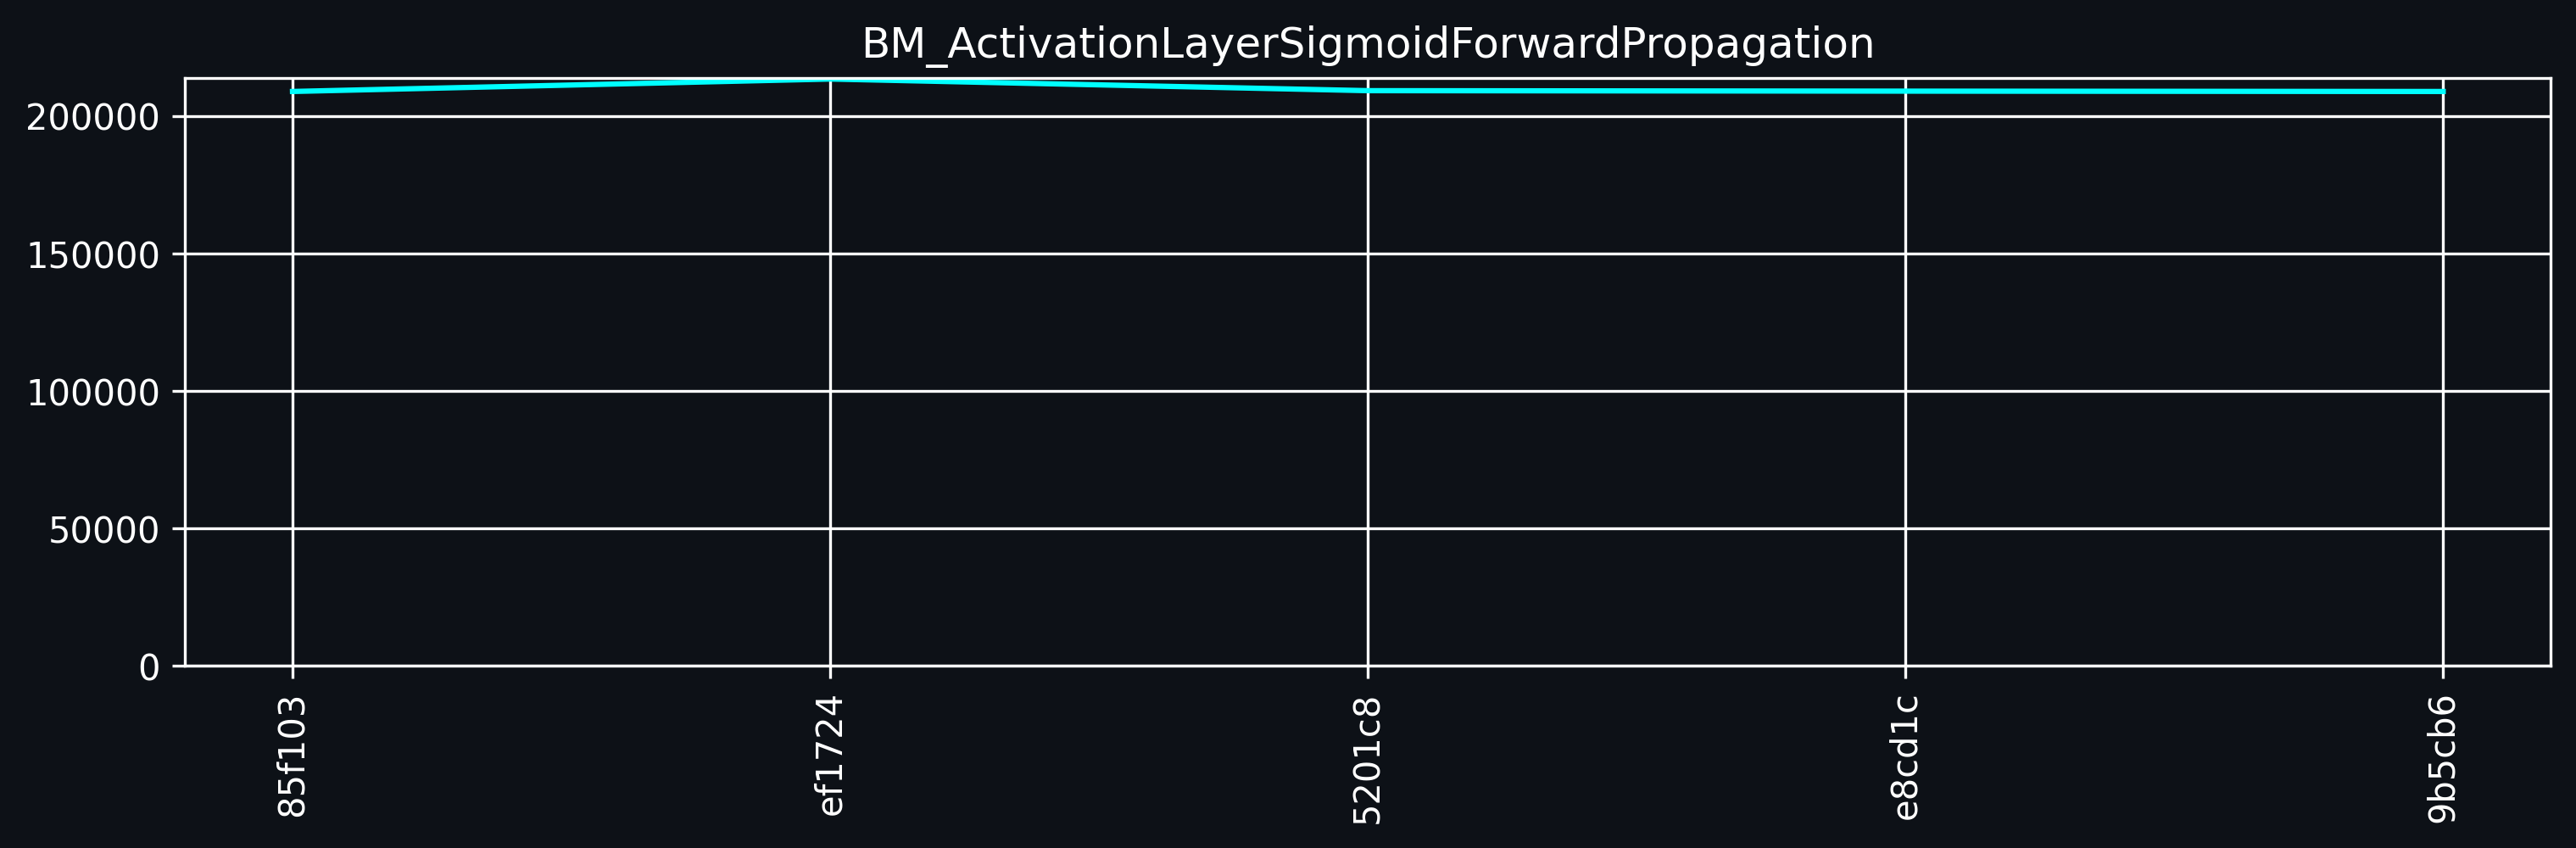 BM_ActivationLayerSigmoidForwardPropagation
200000
150000
100000
50000
0
85f103
ef1724
5201c8
e8cd1c
9b5cb6